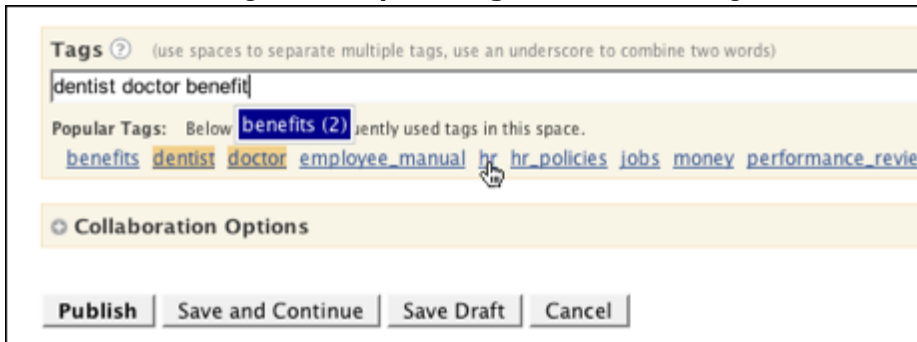 Tags ? (use spaces to separate multiple tags, use an underscore to combine two words)
dentist doctor benefit
benefits (2)
Popular Tags: Below uently used tags in this space.
benefits dentist doctor employee_manual hr hr_policies jobs money performance_revie
Collaboration Options
Publish Save and Continue Save Draft Cancel